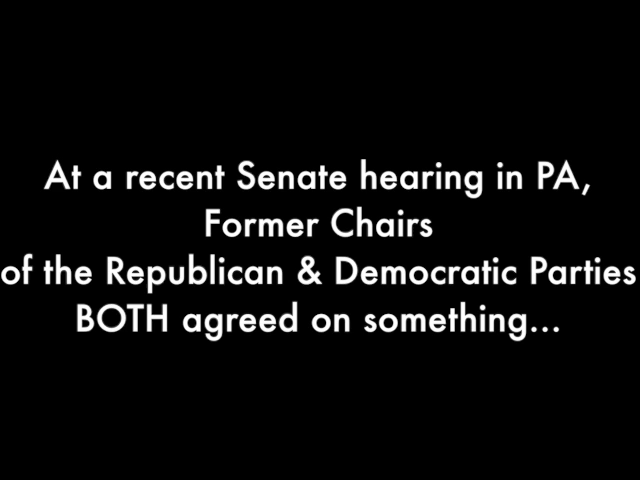 At a recent Senate hearing in PA,
Former Chairs
of the Republican & Democratic Parties
BOTH agreed on something...